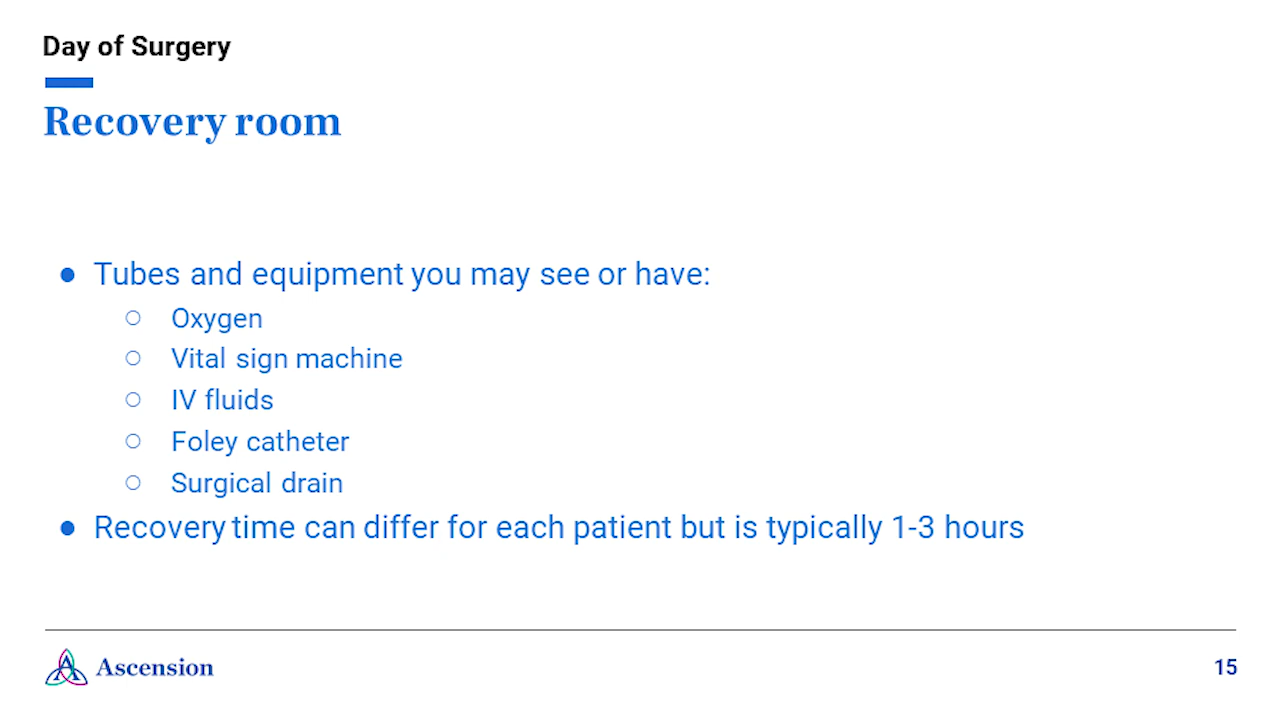 Day of Surgery
Recovery room
● Tubes and equipment you may see or have:
○ Oxygen
○ Vital sign machine
○ IV fluids
○ Foley catheter
○ Surgical drain
● Recovery time can differ for each patient but is typically 1-3 hours
Ascension
15